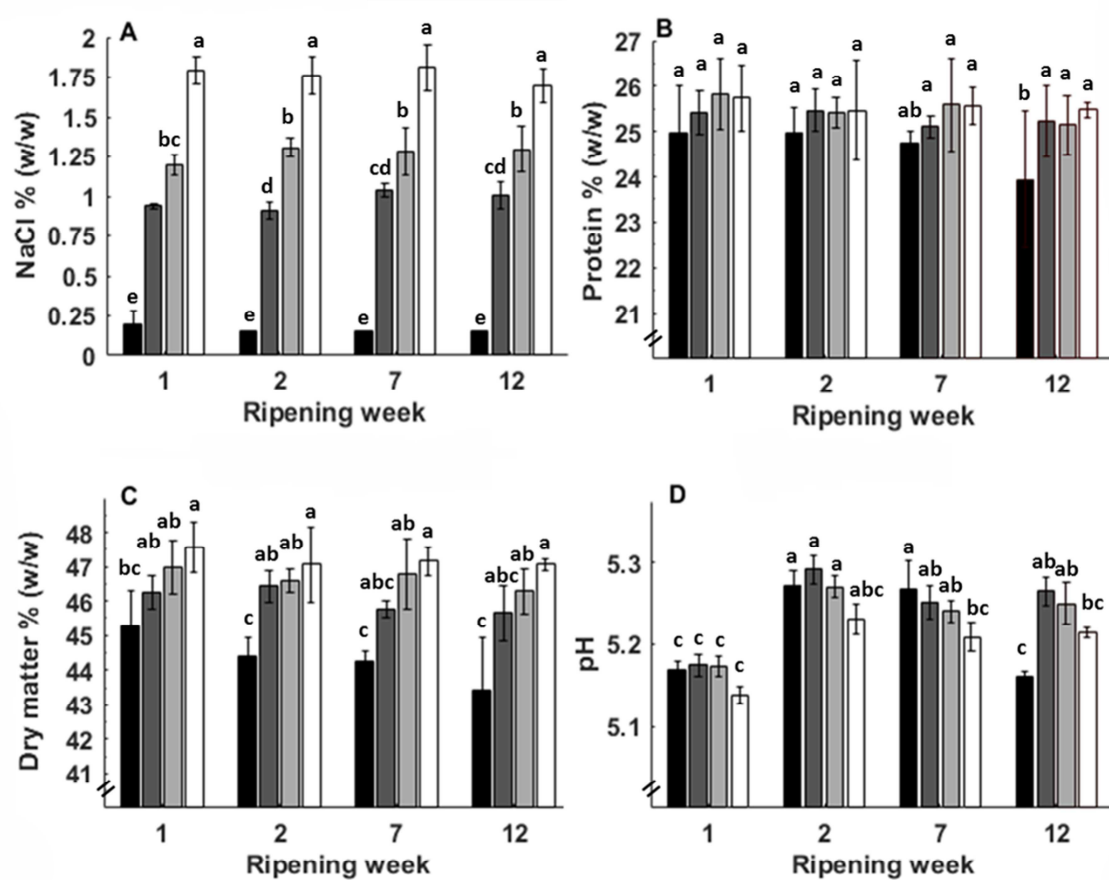 A
NaCl % (w/w)
2
1.75
1.5
1.25
1
0.75
0.5
0.25
0
e bc a
e d b a
e cd b a
e cd b a
1 2 7 12
Ripening week
B
Protein % (w/w)
27
26
25
24
23
22
21
a a a a
a a a a
ab a a a
b a a a
1 2 7 12
Ripening week
C
Dry matter % (w/w)
48
47
46
45
44
43
42
41
bc ab ab a
c ab ab a
c abc ab a
c abc ab a
1 2 7 12
Ripening week
D
pH
5.3
5.2
5.1
c c c c
a a a abc
a ab ab bc
c ab ab bc
1 2 7 12
Ripening week